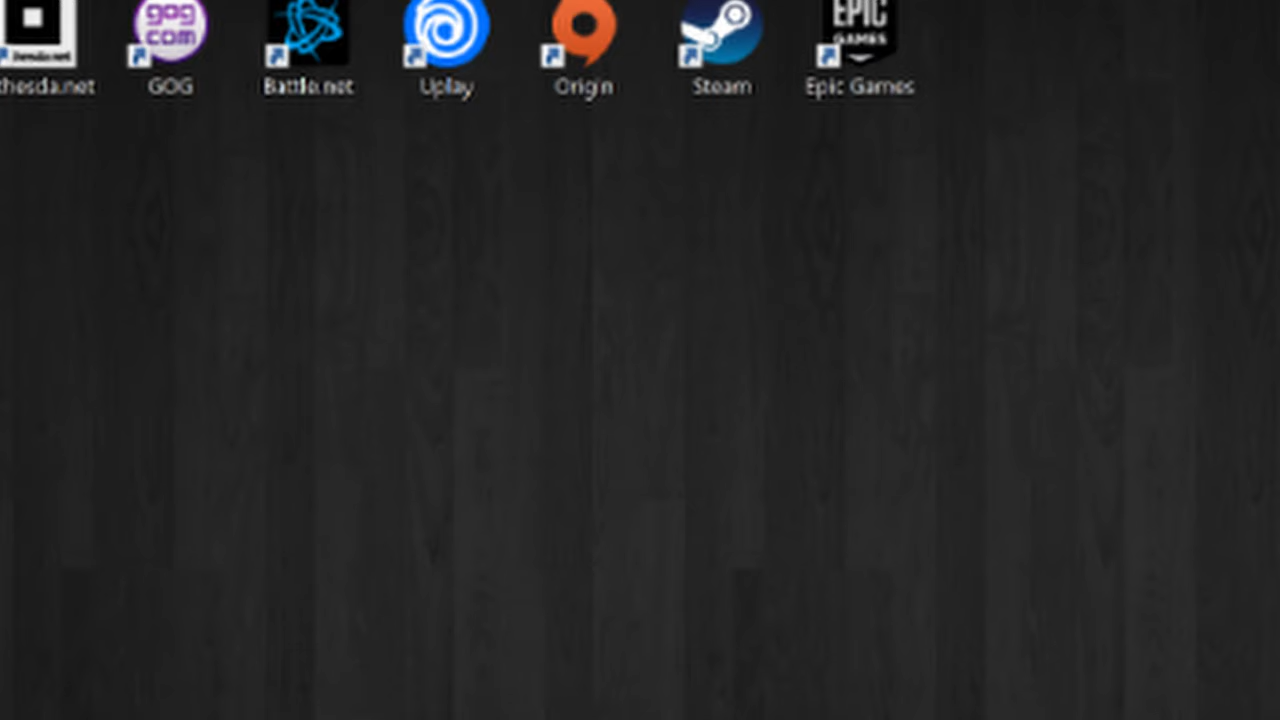 thesda.net
gog
com
GOG
Battle.net
Uplay
Origin
Steam
EPIC
GAMES
Epic Games